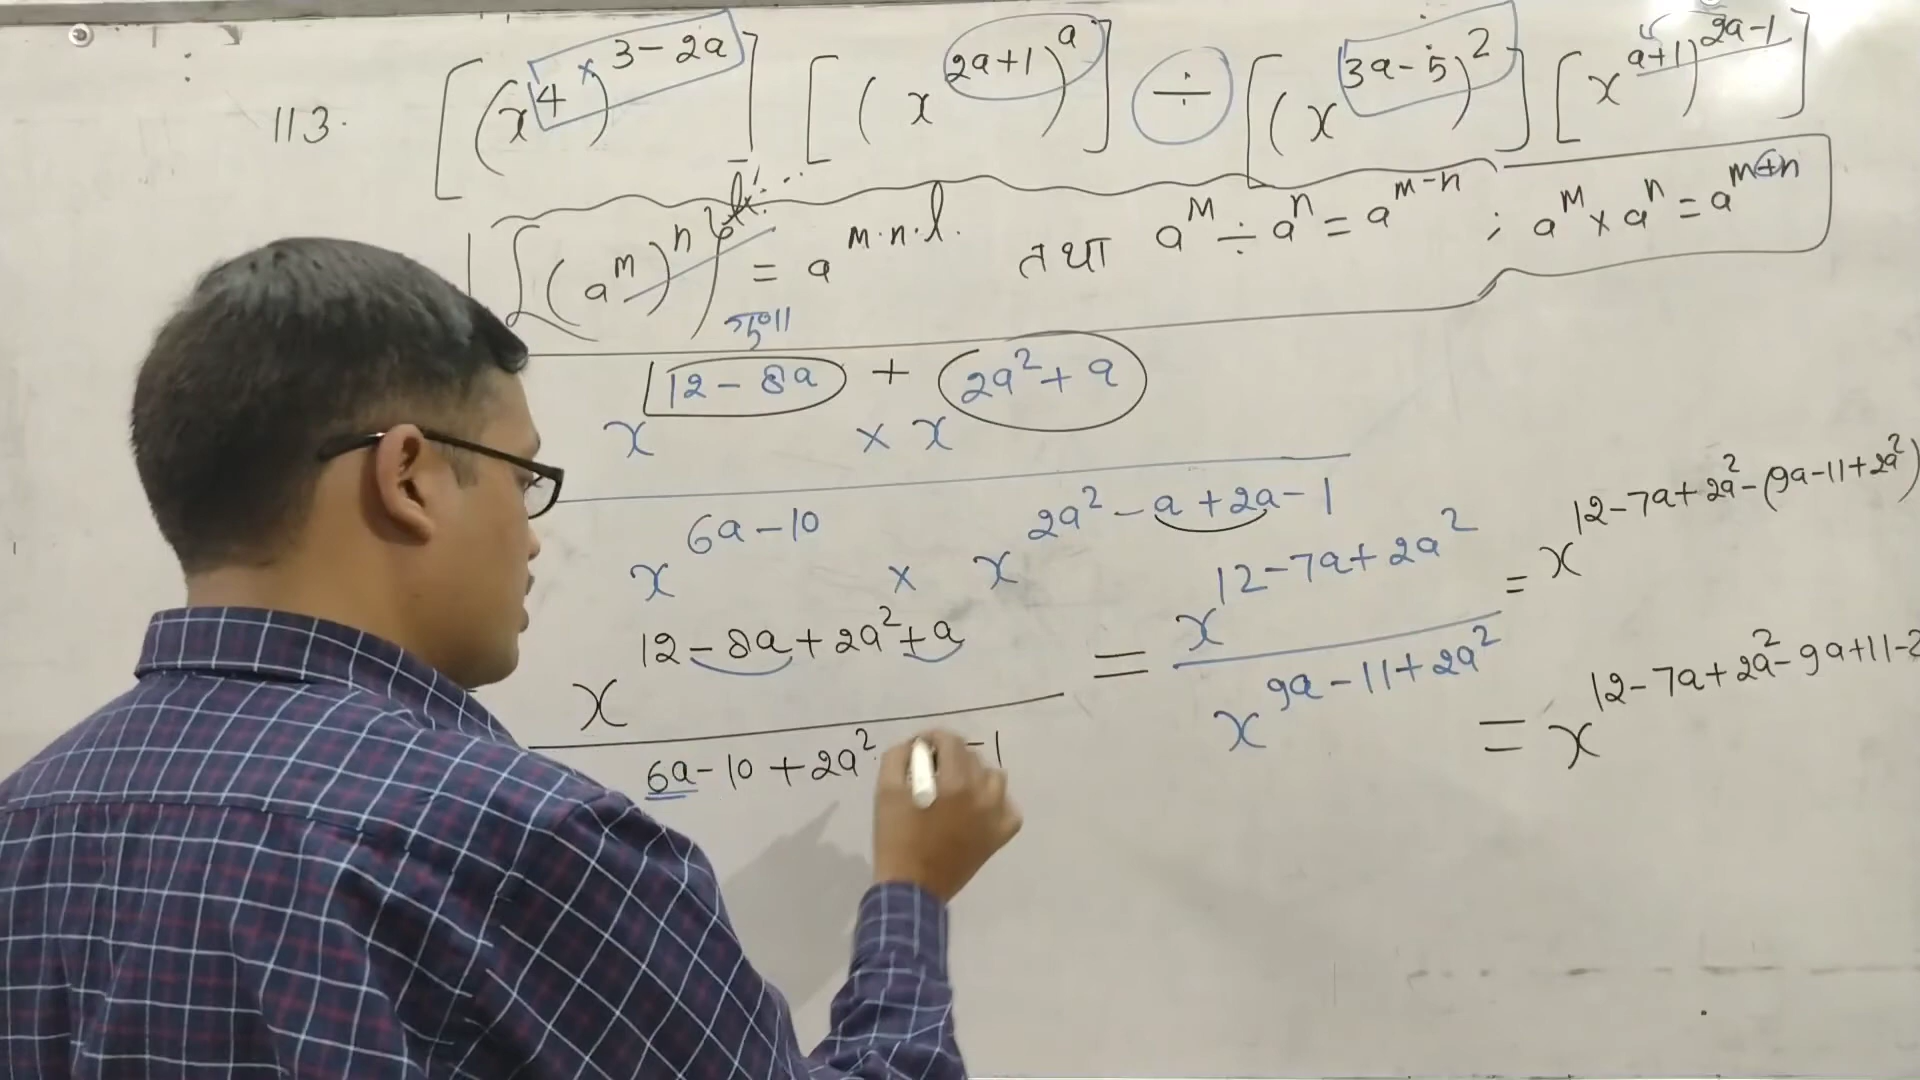 113. [(x^4)^{3-2a}] [(x^{2a+1})^a] ÷ [(x^{3a-5})^2] [x^{a+1})^{2a-1}]
[(a^m)^n] = a^{m.n.l.} तथा a^m ÷ a^n = a^{m-n} ; a^m × a^n = a^{m+n}
गुणा
x^{12-8a} + × x^{2a^2+a}
x^{6a-10} × x^{2a^2-a+2a-1}
x^{12-8a+2a^2+a} = x^{12-7a+2a^2} = x^{12-7a+2a^2-(9a-11+2a^2)}
6a-10+2a^2 -1 x^{9a-11+2a^2} = x^{12-7a+2a^2-9a+11-2